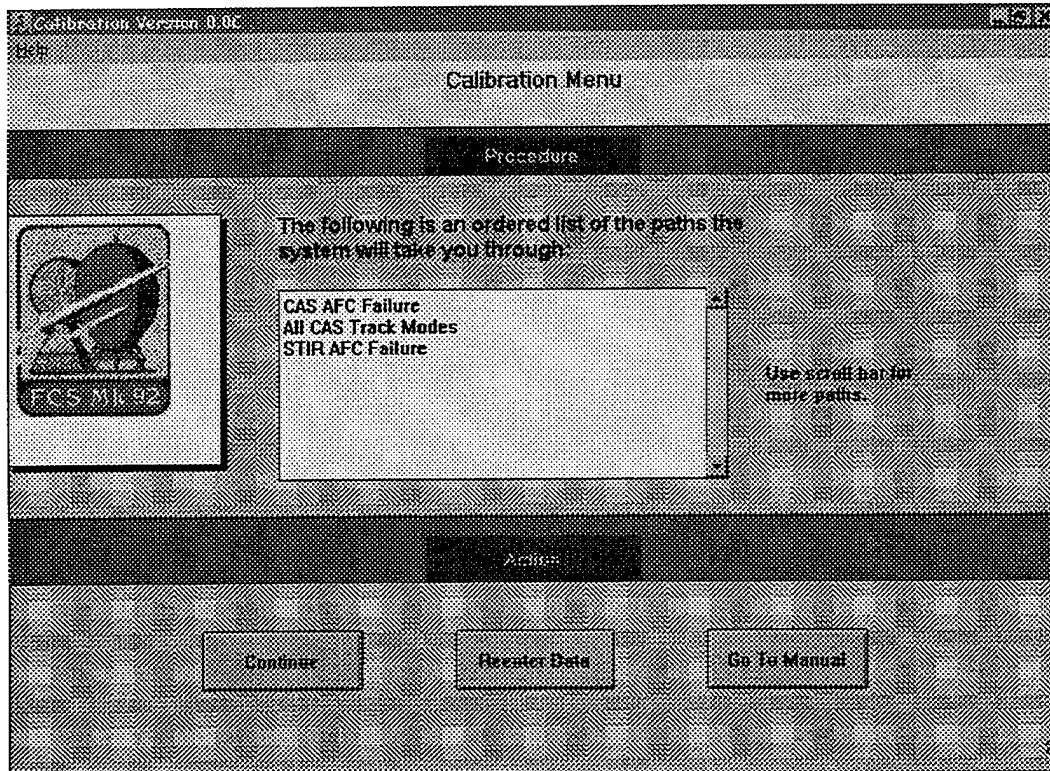 Calibration Version 0.0C
Help
Calibration Menu
Procedure
The following is an ordered list of the paths the
system will take you through:
CAS AFC Failure
All CAS Track Modes
STIR AFC Failure
Use scroll bar for
more paths.
FCS MK 92
Action
Continue
Reenter Data
Go To Manual